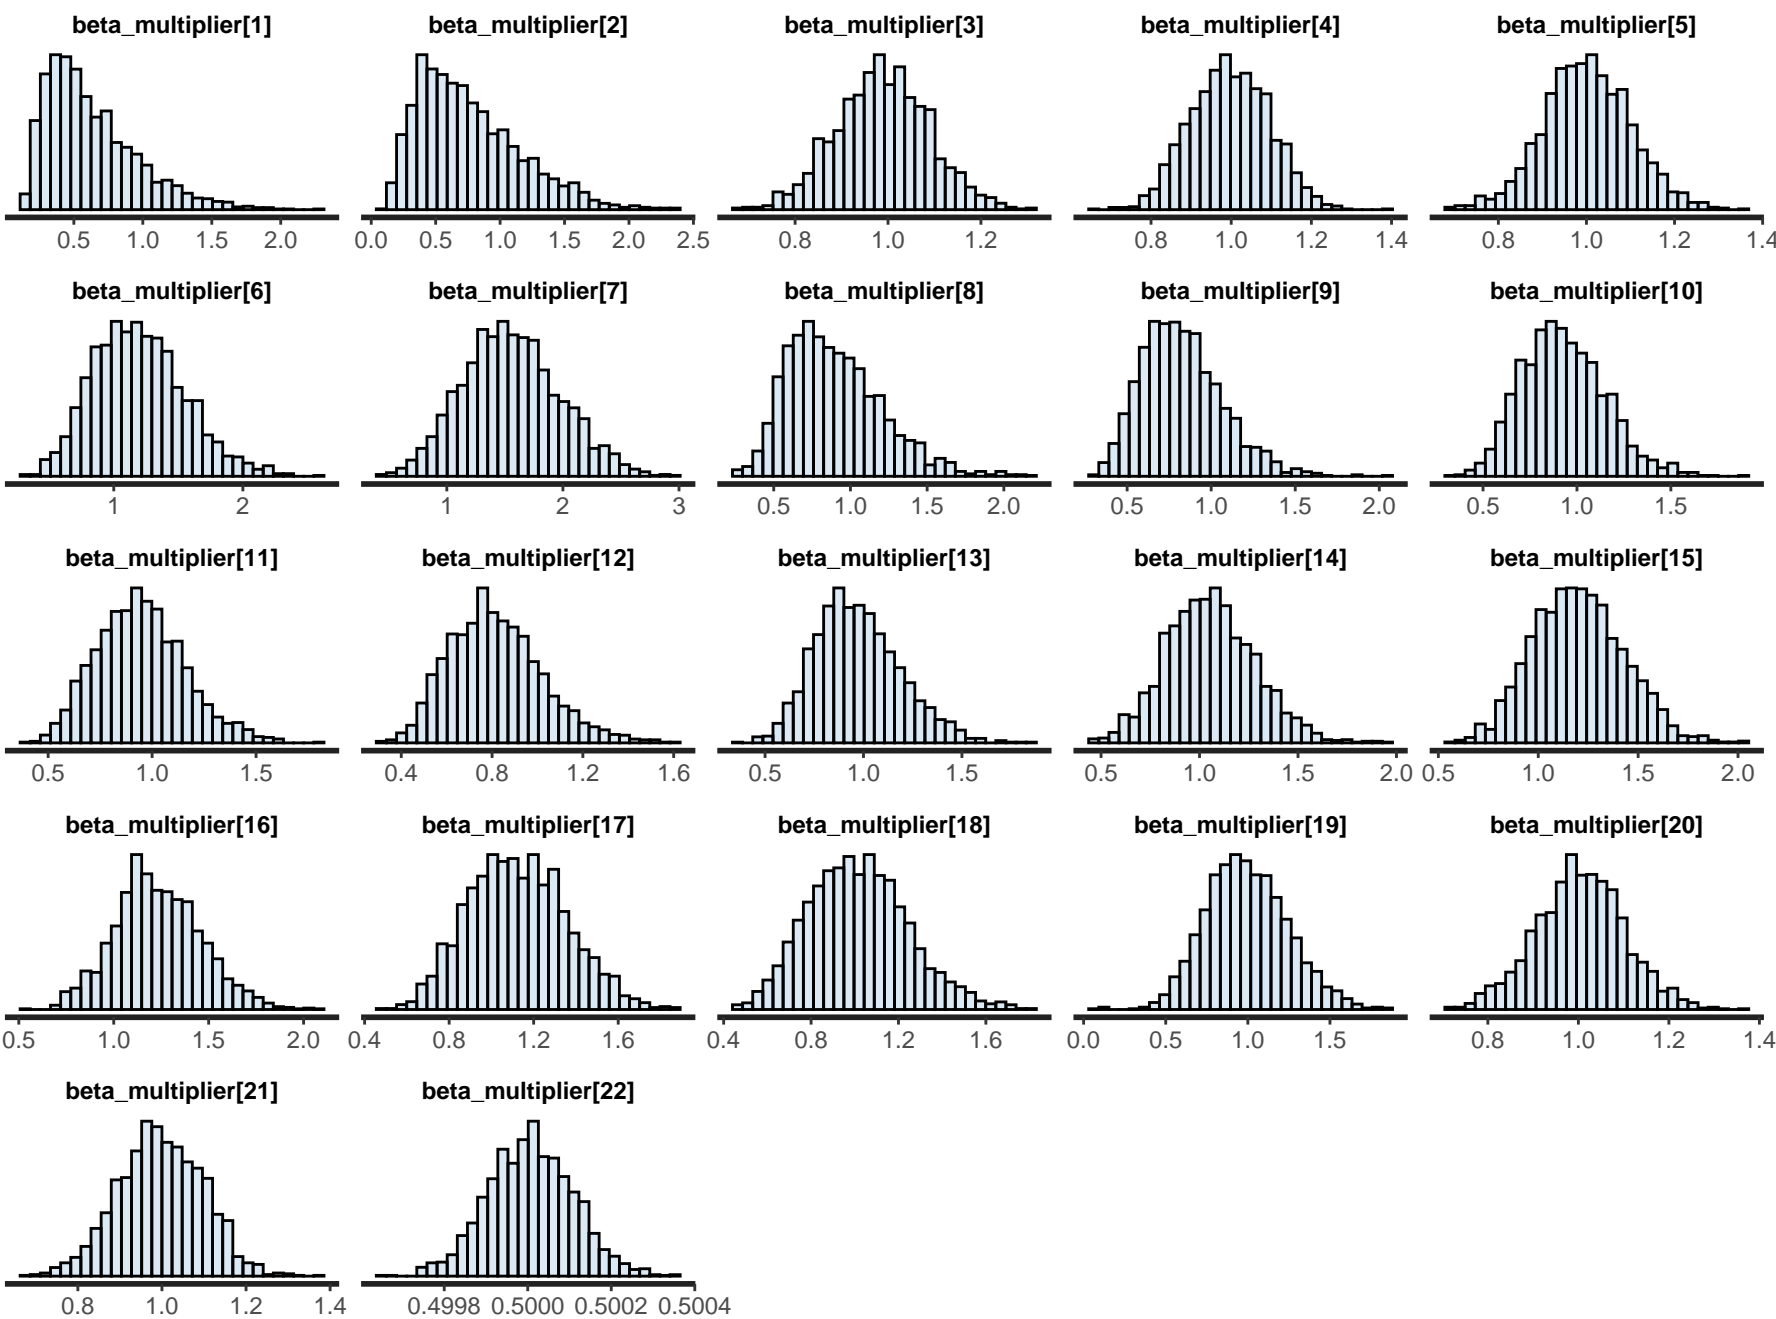 beta_multiplier[1] beta_multiplier[2] beta_multiplier[3] beta_multiplier[4] beta_multiplier[5]
0.5 1.0 1.5 2.0 0.0 0.5 1.0 1.5 2.0 2.5 0.8 1.0 1.2 0.8 1.0 1.2 1.4 0.8 1.0 1.2 1.4
beta_multiplier[6] beta_multiplier[7] beta_multiplier[8] beta_multiplier[9] beta_multiplier[10]
1 2 1 2 3 0.5 1.0 1.5 2.0 0.5 1.0 1.5 2.0 0.5 1.0 1.5
beta_multiplier[11] beta_multiplier[12] beta_multiplier[13] beta_multiplier[14] beta_multiplier[15]
0.5 1.0 1.5 0.4 0.8 1.2 1.6 0.5 1.0 1.5 0.5 1.0 1.5 2.0 0.5 1.0 1.5 2.0
beta_multiplier[16] beta_multiplier[17] beta_multiplier[18] beta_multiplier[19] beta_multiplier[20]
0.5 1.0 1.5 2.0 0.4 0.8 1.2 1.6 0.4 0.8 1.2 1.6 0.0 0.5 1.0 1.5 0.8 1.0 1.2 1.4
beta_multiplier[21] beta_multiplier[22]
0.8 1.0 1.2 1.4 0.4998 0.5000 0.5002 0.5004